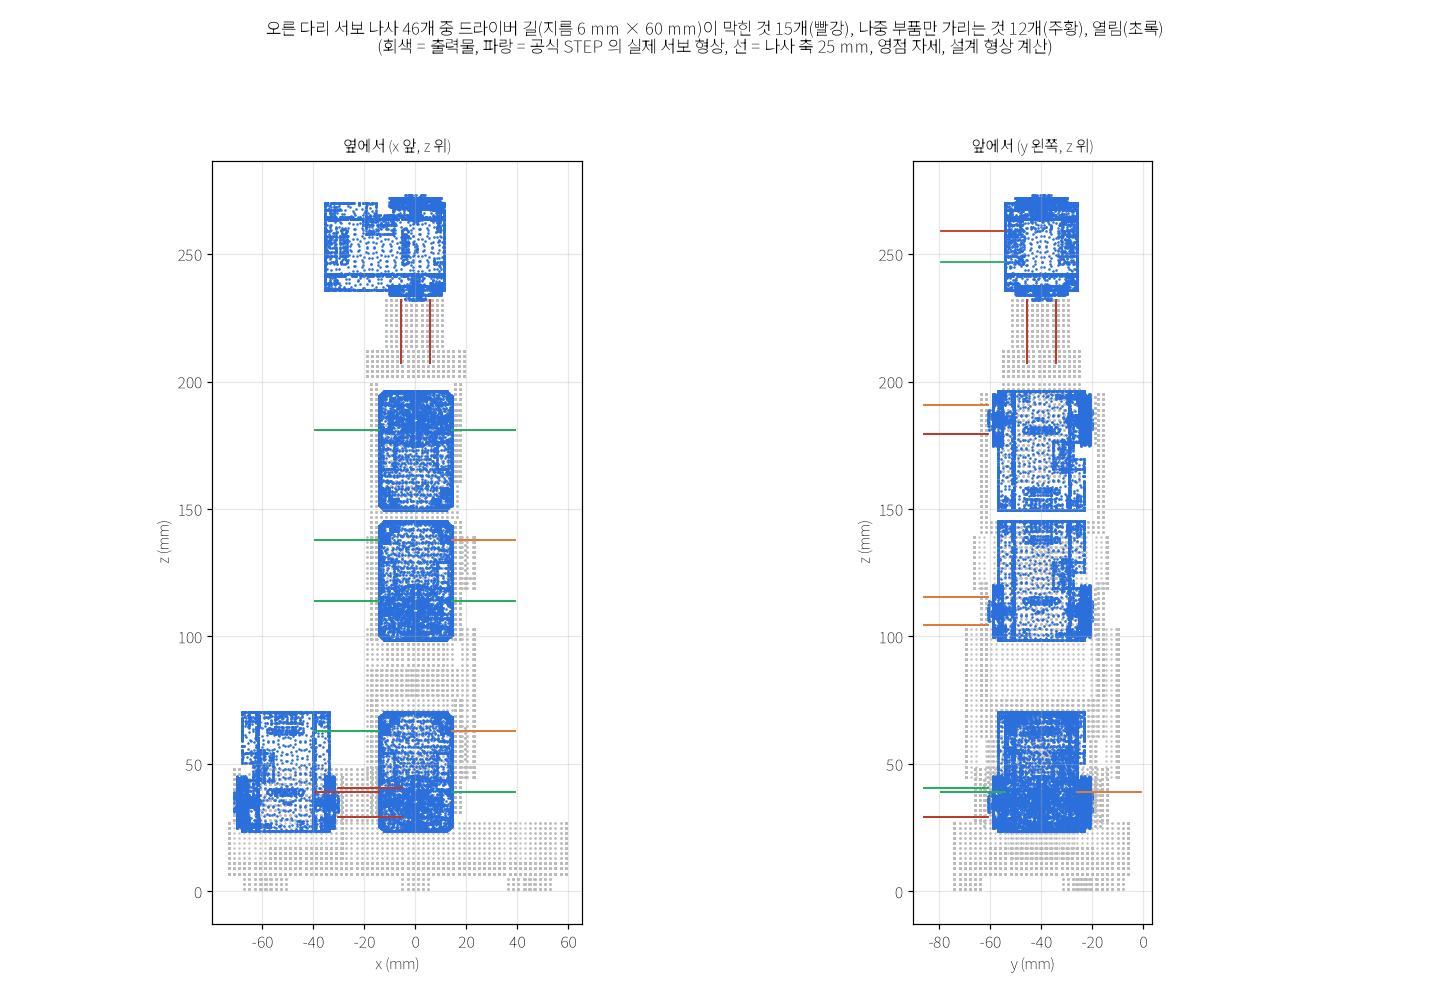 오른 다리 서보 나사 46개 중 드라이버 길(지름 6 mm × 60 mm)이 막힌 것 15개(빨강), 나중 부품만 가리는 것 12개(주황), 열림(초록)
(회색 = 출력물, 파랑 = 공식 STEP 의 실제 서보 형상, 선 = 나사 축 25 mm, 영점 자세, 설계 형상 계산)
옆에서 (x 앞, z 위)
앞에서 (y 왼쪽, z 위)
250
200
150
100
50
0
z (mm)
-60 -40 -20 0 20 40 60
x (mm)
250
200
150
100
50
0
z (mm)
-80 -60 -40 -20 0
y (mm)